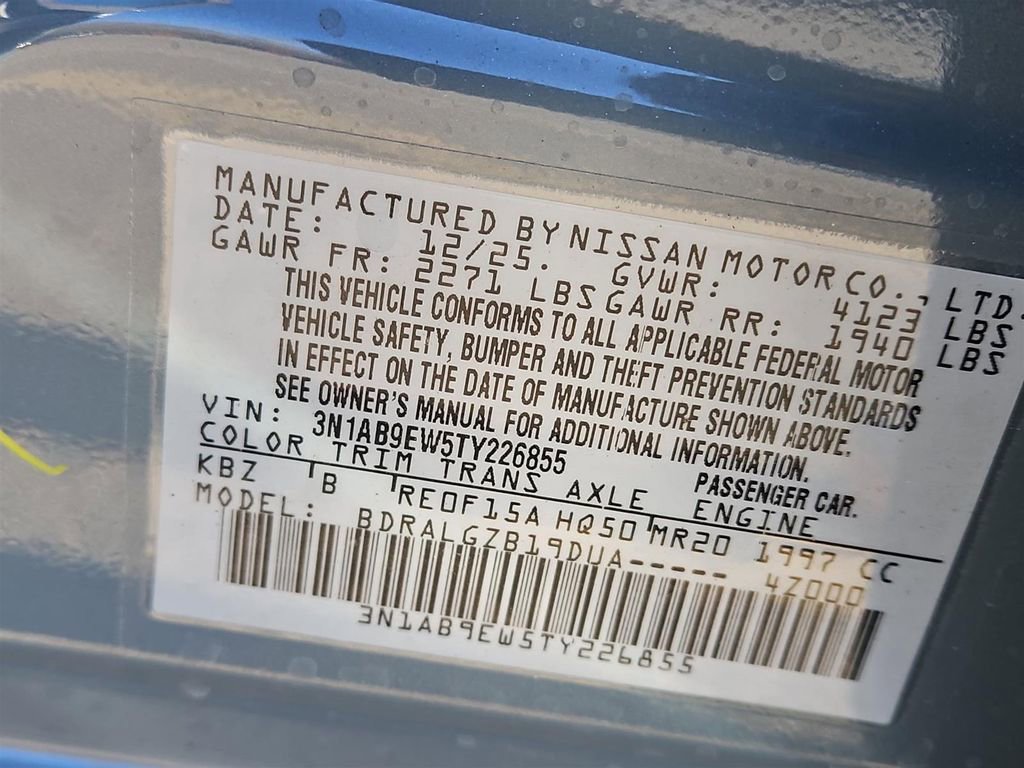 MANUFACTURED BY NISSAN MOTOR CO., LTD.
DATE: 12/25. GVWR: 4123 LBS
GAWR FR: 2271 LBS GAWR RR: 1940 LBS
THIS VEHICLE CONFORMS TO ALL APPLICABLE FEDERAL MOTOR
VEHICLE SAFETY, BUMPER AND THEFT PREVENTION STANDARDS
IN EFFECT ON THE DATE OF MANUFACTURE SHOWN ABOVE.
SEE OWNER'S MANUAL FOR ADDITIONAL INFORMATION.
VIN: 3N1AB9EW5TY226855 PASSENGER CAR.
COLOR TRIM TRANS AXLE ENGINE
KBZ B RE0F15A HQ50 MR20 1997 CC
MODEL: BDRALGZB19DUA----- 4Z000
3N1AB9EW5TY226855